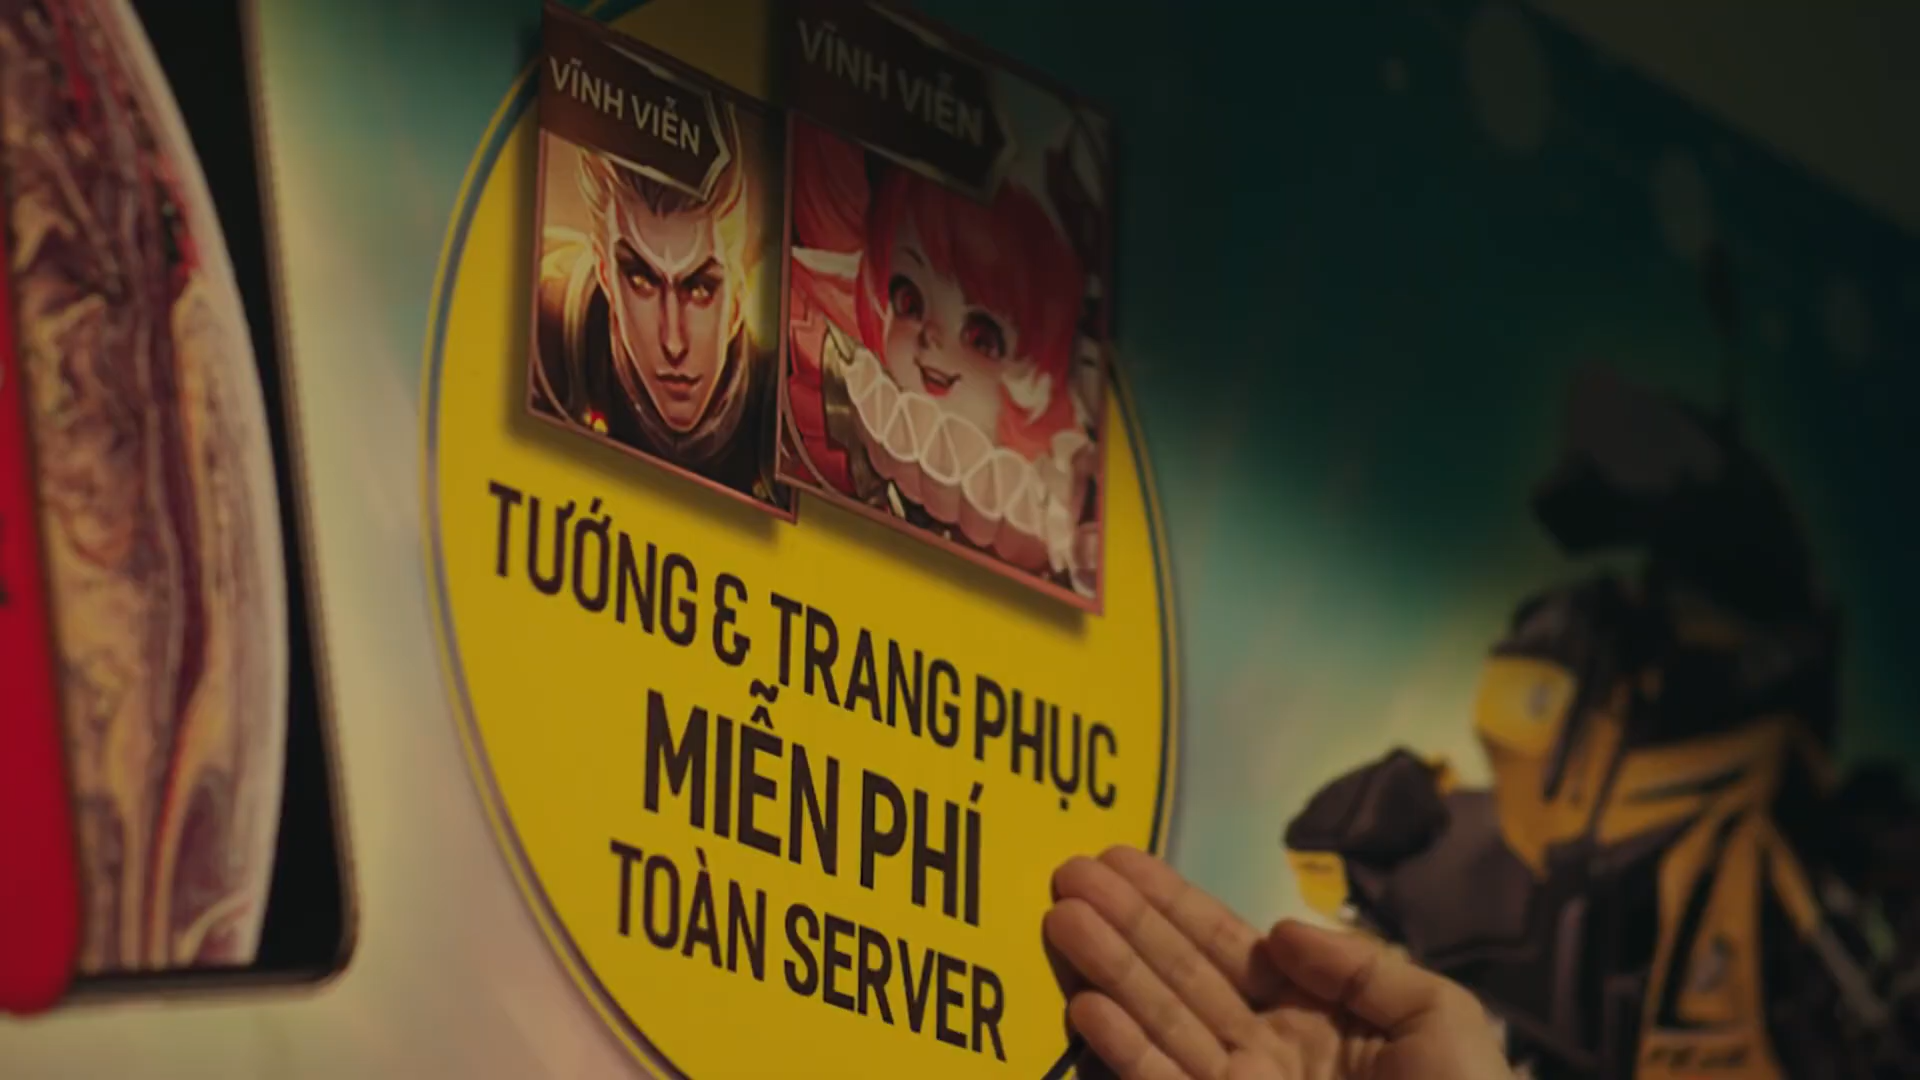 VĨNH VIỄN
VĨNH VIỄN
TƯỚNG & TRANG PHỤC
MIỄN PHÍ
TOÀN SERVER